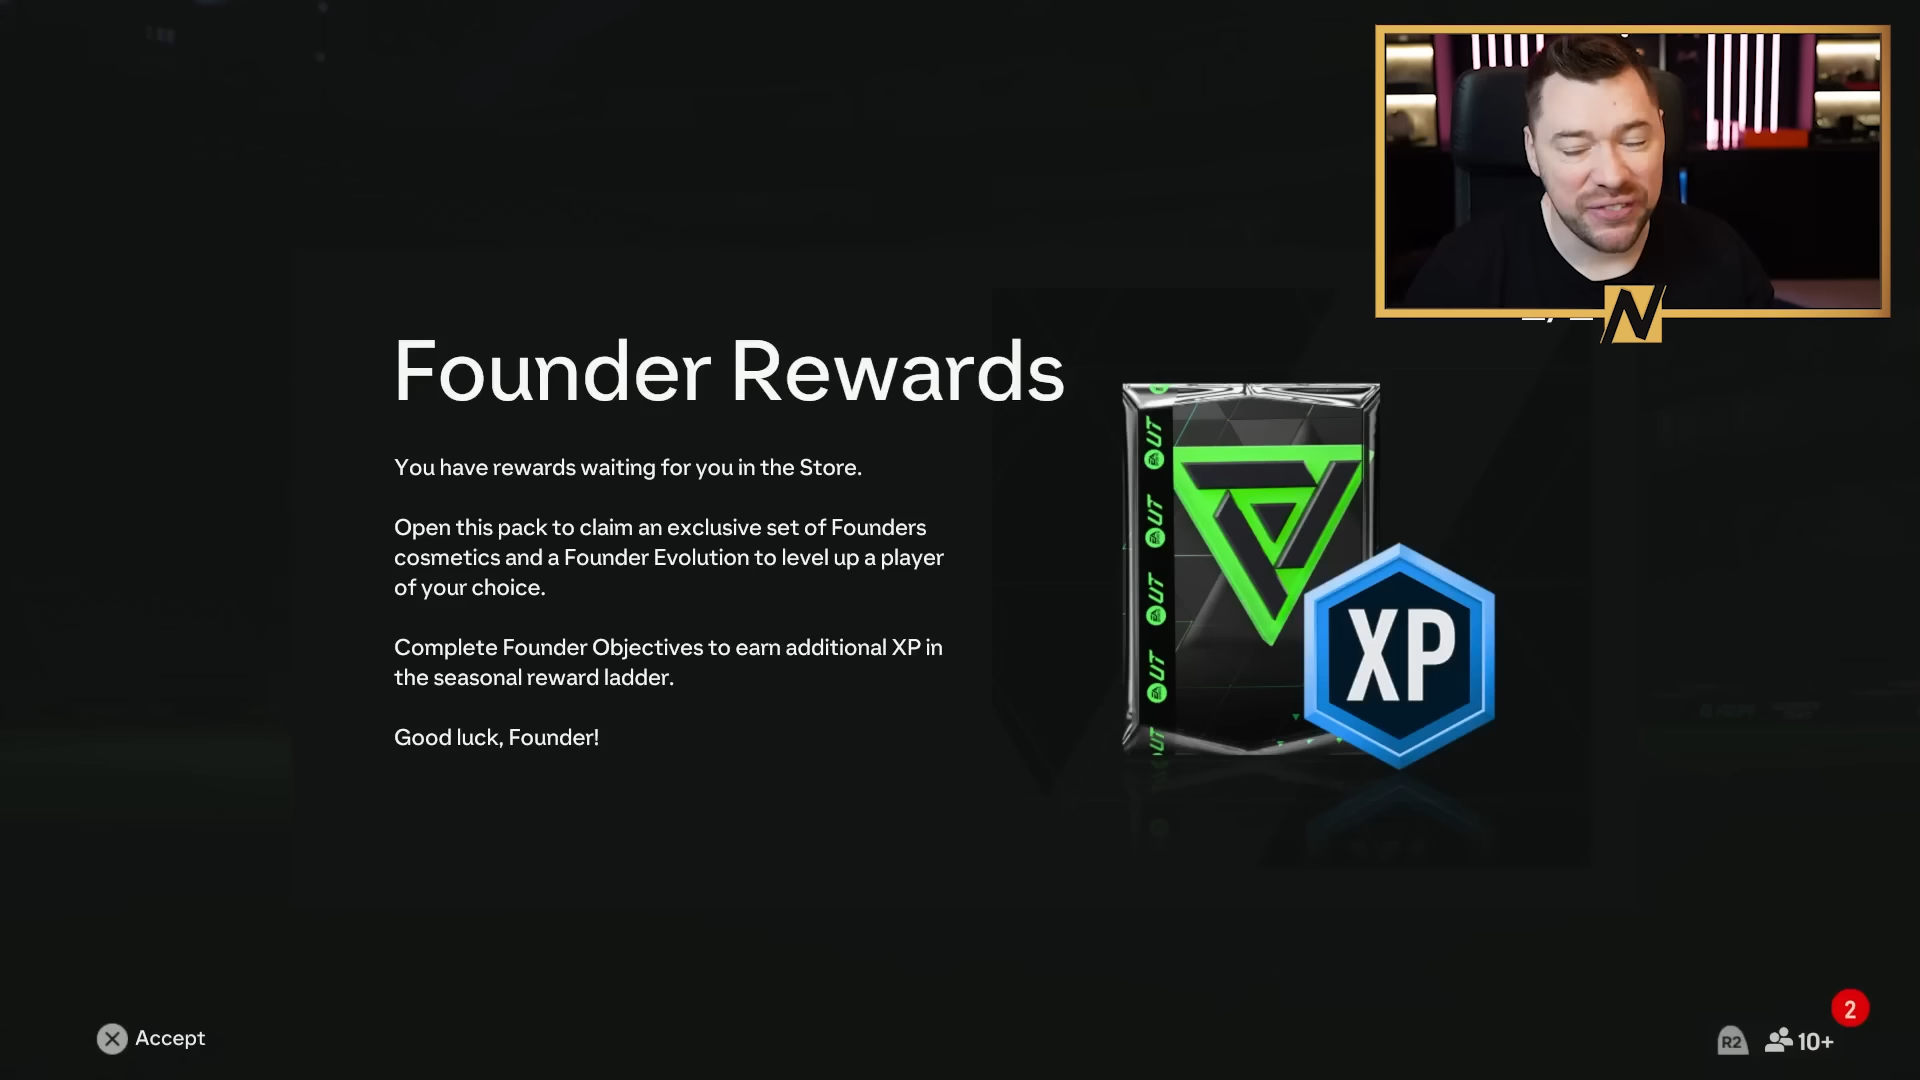 Founder Rewards
You have rewards waiting for you in the Store.
Open this pack to claim an exclusive set of Founders
cosmetics and a Founder Evolution to level up a player
of your choice.
Complete Founder Objectives to earn additional XP in
the seasonal reward ladder.
Good luck, Founder!
UT
UT
UT
UT
UT
XP
N
Accept
2
R2
10+